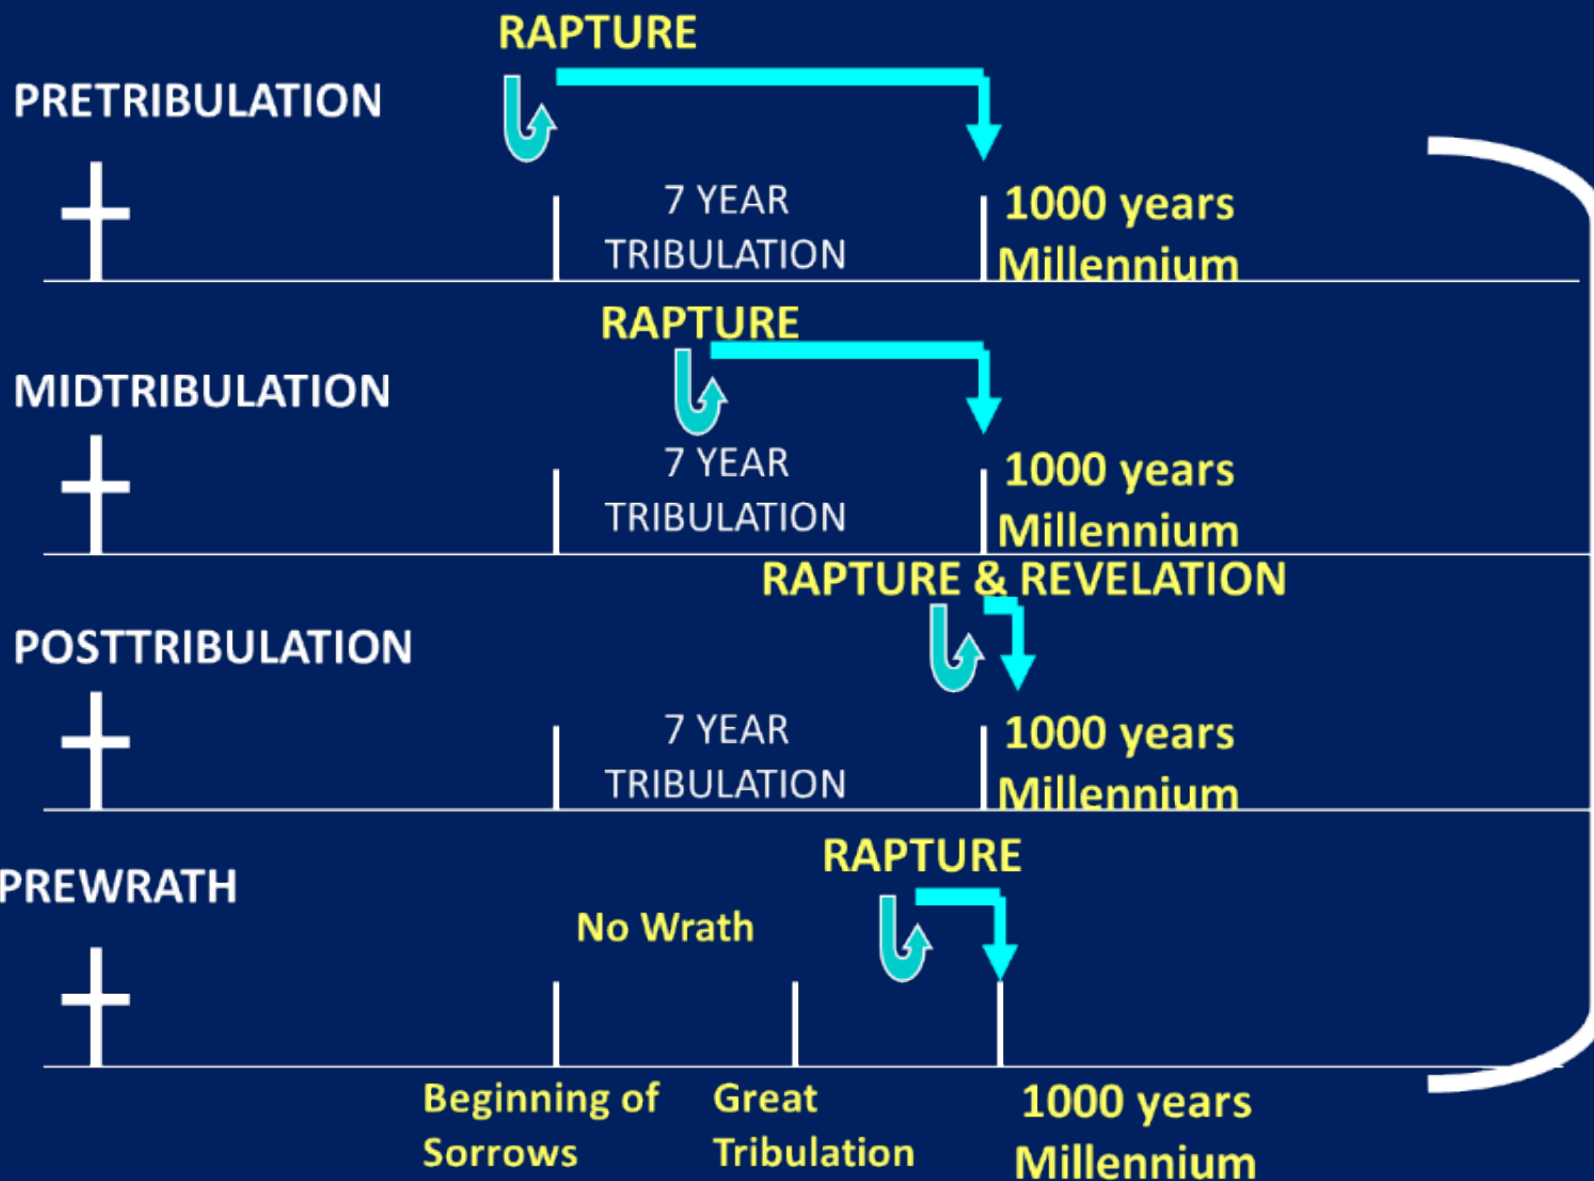 RAPTURE
PRETRIBULATION
7 YEAR
TRIBULATION
1000 years
Millennium
RAPTURE
MIDTRIBULATION
7 YEAR
TRIBULATION
1000 years
Millennium
RAPTURE & REVELATION
POSTTRIBULATION
7 YEAR
TRIBULATION
1000 years
Millennium
RAPTURE
PREWRATH
No Wrath
Beginning of
Sorrows
Great
Tribulation
1000 years
Millennium